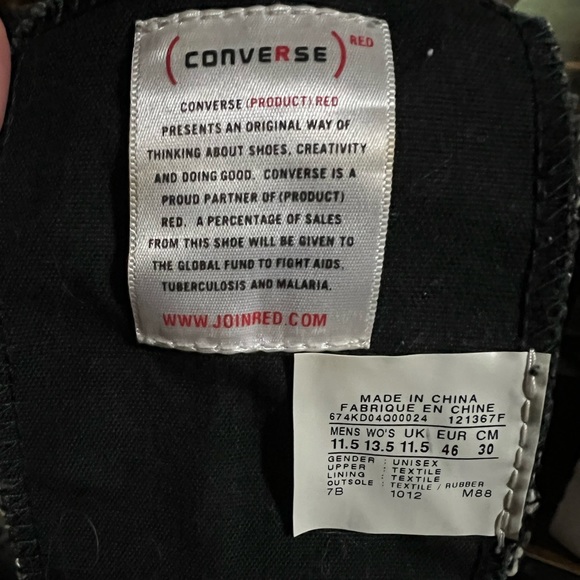 (CONVERSE) RED
CONVERSE (PRODUCT) RED
PRESENTS AN ORIGINAL WAY OF
THINKING ABOUT SHOES, CREATIVITY
AND DOING GOOD. CONVERSE IS A
PROUD PARTNER OF (PRODUCT)
RED. A PERCENTAGE OF SALES
FROM THIS SHOE WILL BE GIVEN TO
THE GLOBAL FUND TO FIGHT AIDS,
TUBERCULOSIS AND MALARIA.
WWW.JOINRED.COM
MADE IN CHINA
FABRIQUE EN CHINE
674KD04Q00024 121367F
MENS WO'S UK EUR CM
11.5 13.5 11.5 46 30
GENDER : UNISEX
UPPER : TEXTILE
LINING : TEXTILE
OUTSOLE : TEXTILE / RUBBER
7B 1012 M88